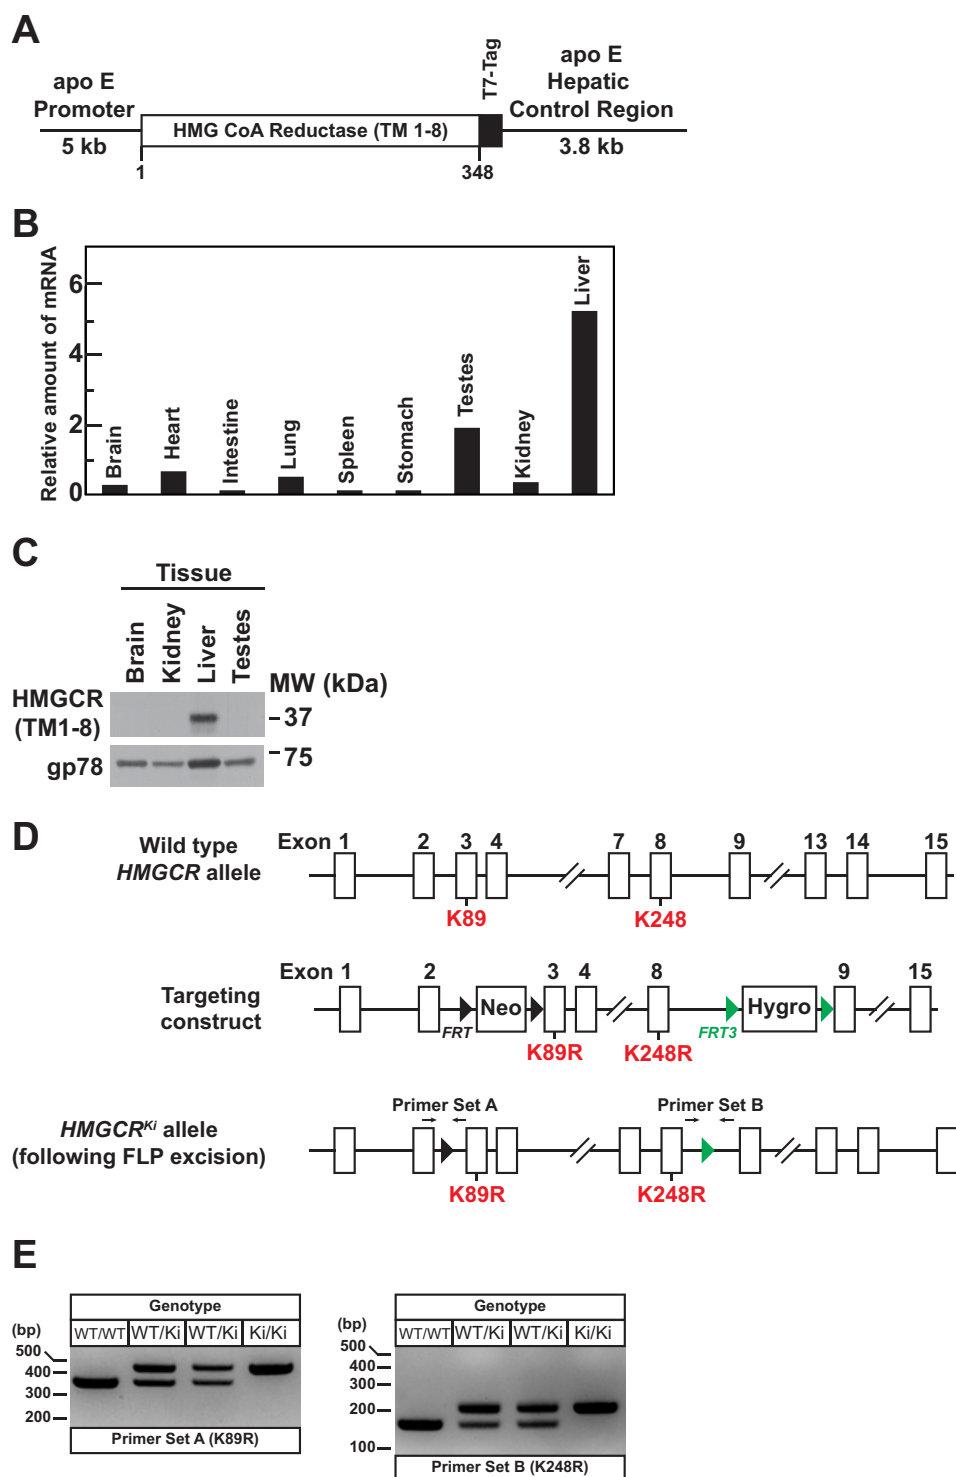 A
apo E
Promoter
5 kb
HMG CoA Reductase (TM 1-8)
T7-Tag
apo E
Hepatic
Control Region
3.8 kb
1
348
B
Relative amount of mRNA
6
4
2
0
Brain
Heart
Intestine
Lung
Spleen
Stomach
Testes
Kidney
Liver
C
Tissue
Brain
Kidney
Liver
Testes
MW (kDa)
HMGCR
(TM1-8)
37
gp78
75
D
Wild type
HMGCR allele
Exon 1 2 3 4 7 8 9 13 14 15
K89 K248
Targeting
construct
Exon 1 2 3 4 8 9 15
Neo
Hygro
FRT
FRT3
K89R
K248R
HMGCRKi allele
(following FLP excision)
Primer Set A
Primer Set B
K89R
K248R
E
Genotype
(bp)
WT/WT WT/Ki WT/Ki Ki/Ki
500
400
300
200
Primer Set A (K89R)
Genotype
(bp)
WT/WT WT/Ki WT/Ki Ki/Ki
500
400
300
200
100
Primer Set B (K248R)